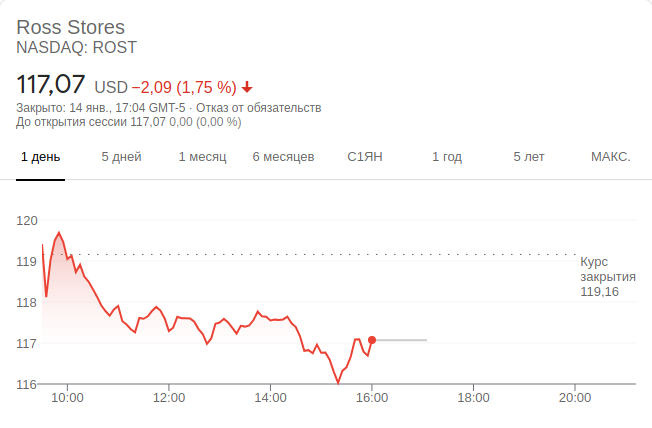 Ross Stores
NASDAQ: ROST
117,07 USD −2,09 (1,75 %)
Закрыто: 14 янв., 17:04 GMT-5 · Отказ от обязательств
До открытия сессии 117,07 0,00 (0,00 %)
1 день 5 дней 1 месяц 6 месяцев С1ЯН 1 год 5 лет МАКС.
120
119
118
117
116
Курс
закрытия
119,16
10:00 12:00 14:00 16:00 18:00 20:00